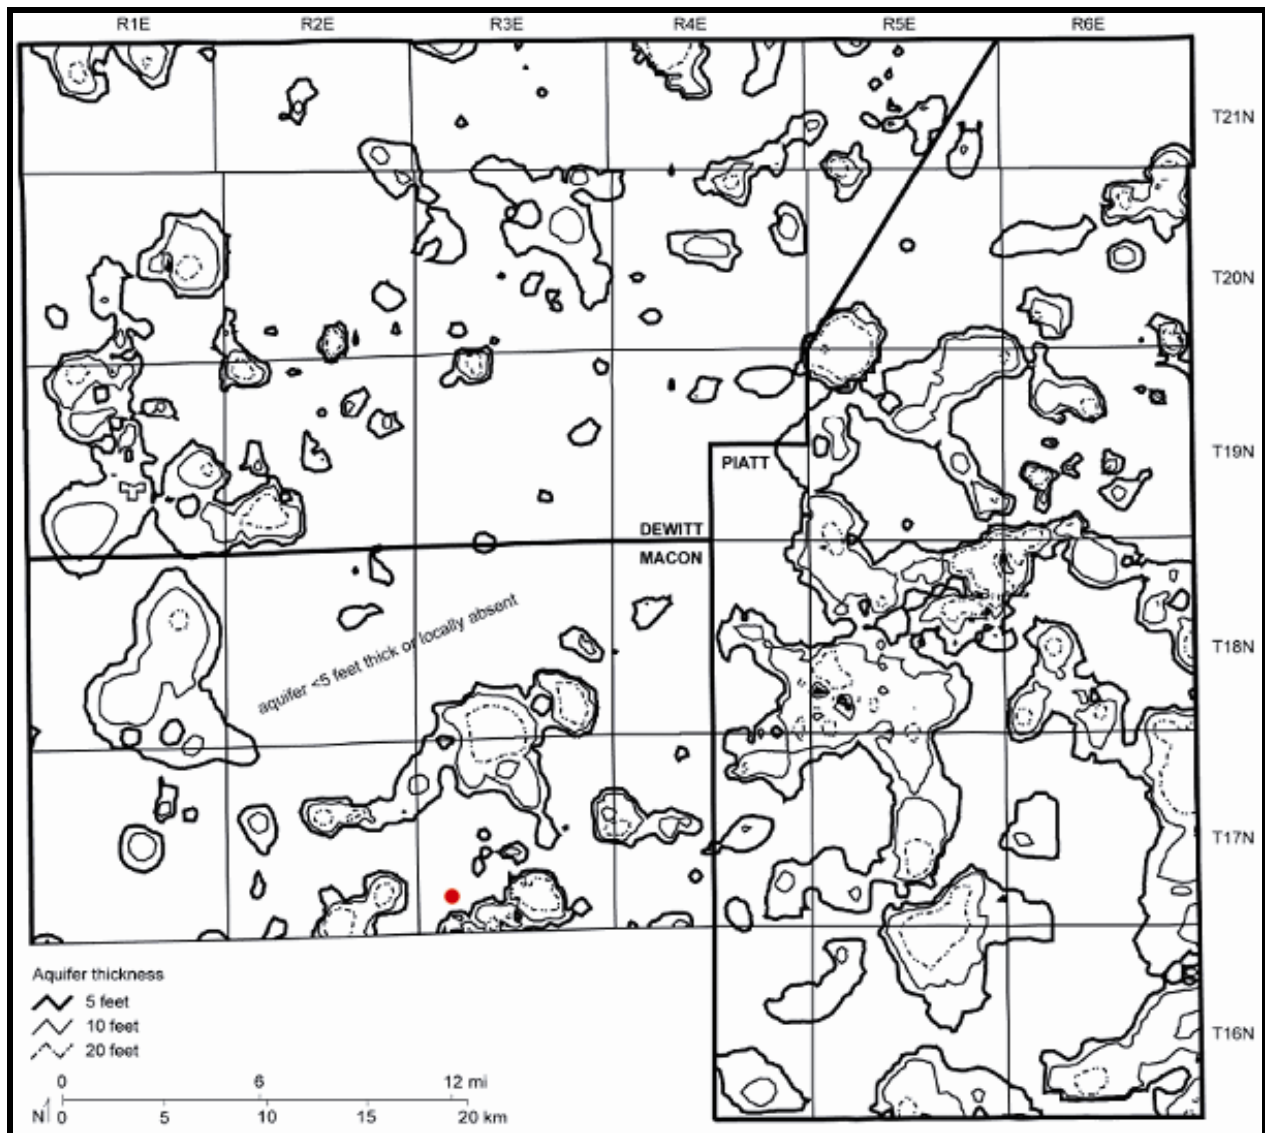 R1E R2E R3E R4E R5E R6E
T21N
T20N
T19N
PIATT
DEWITT
MACON
aquifer <5 feet thick or locally absent
T18N
T17N
Aquifer thickness
5 feet
10 feet
20 feet
T16N
0 6 12 mi
N 0 5 10 15 20 km